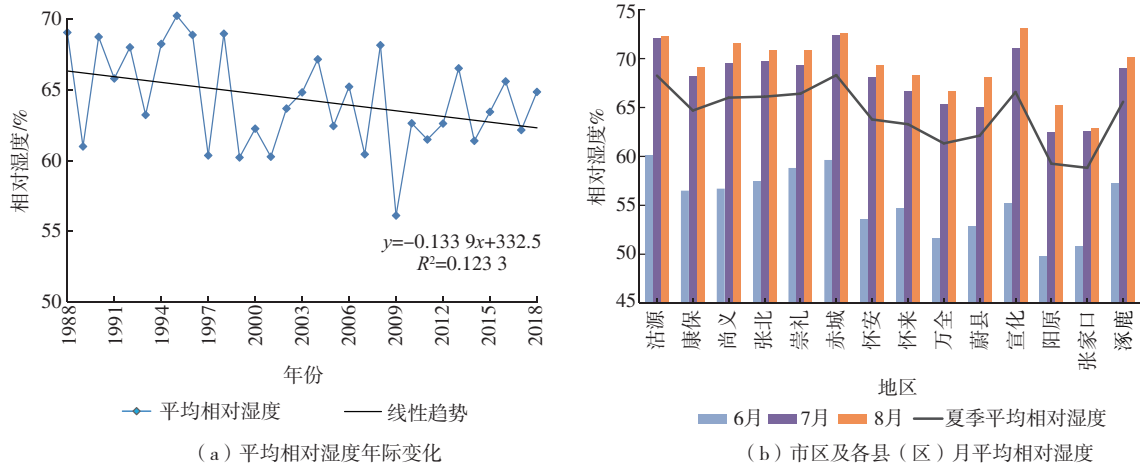 70
65
60
55
50
相对湿度/%
y=-0.133 9x+332.5
R²=0.123 3
1988
1991
1994
1997
2000
2003
2006
2009
2012
2015
2018
年份
平均相对湿度
线性趋势
（a）平均相对湿度年际变化
75
70
65
60
55
50
45
相对湿度%
沽源
康保
尚义
张北
崇礼
赤城
怀安
怀来
万全
蔚县
宣化
阳原
张家口
涿鹿
地区
6月 7月 8月 夏季平均相对湿度
（b）市区及各县（区）月平均相对湿度